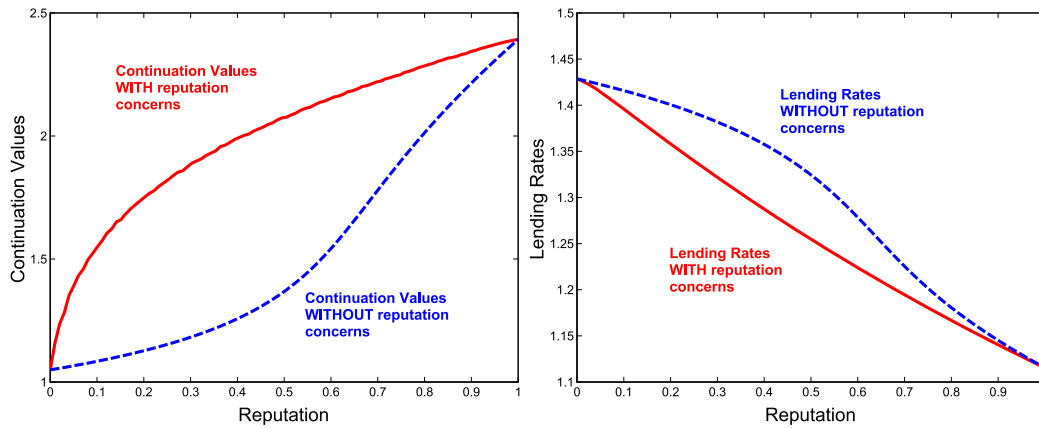 2.5
Continuation Values
WITH reputation
concerns
2
Continuation Values
1.5
Continuation Values
WITHOUT reputation
concerns
1
0 0.1 0.2 0.3 0.4 0.5 0.6 0.7 0.8 0.9 1
Reputation
1.5
1.45
Lending Rates
WITHOUT reputation
concerns
1.4
1.35
1.3
Lending Rates
1.25
Lending Rates
WITH reputation
concerns
1.2
1.15
1.1
0 0.1 0.2 0.3 0.4 0.5 0.6 0.7 0.8 0.9
Reputation